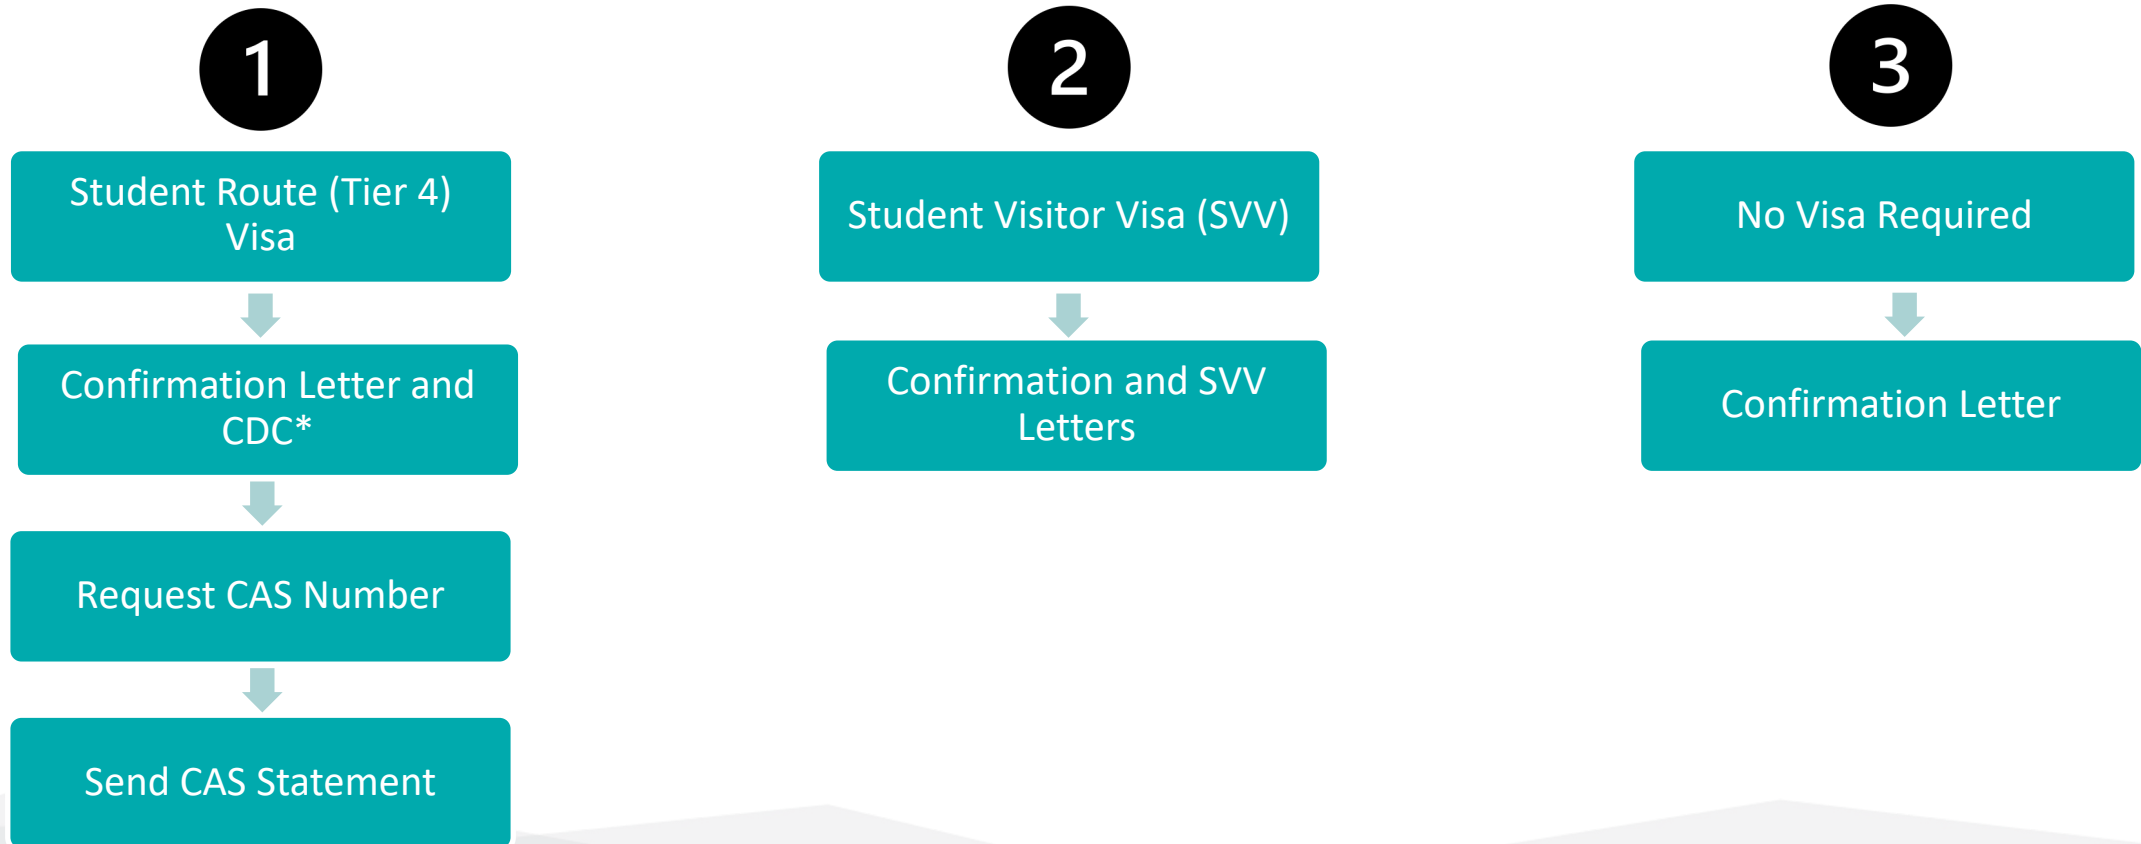 1
Student Route (Tier 4)
Visa
Confirmation Letter and
CDC*
Request CAS Number
Send CAS Statement
2
Student Visitor Visa (SVV)
Confirmation and SVV
Letters
3
No Visa Required
Confirmation Letter